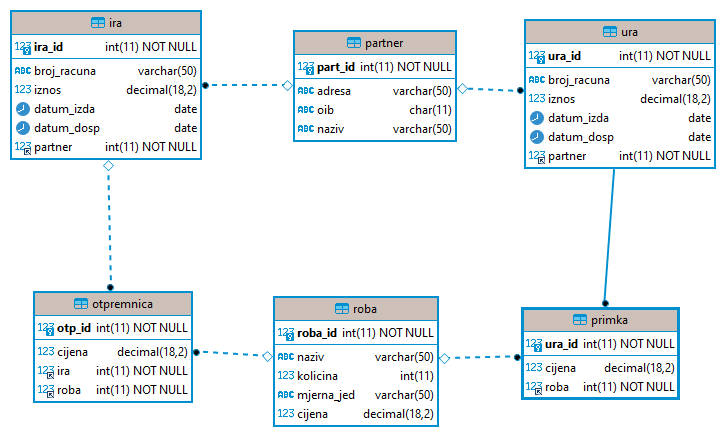 ira
123 ira_id int(11) NOT NULL
ABC broj_racuna varchar(50)
123 iznos decimal(18,2)
datum_izda date
datum_dosp date
123 partner int(11) NOT NULL
partner
123 part_id int(11) NOT NULL
ABC adresa varchar(50)
ABC oib char(11)
ABC naziv varchar(50)
ura
123 ura_id int(11) NOT NULL
ABC broj_racuna varchar(50)
123 iznos decimal(18,2)
datum_izda date
datum_dosp date
123 partner int(11) NOT NULL
otpremnica
123 otp_id int(11) NOT NULL
123 cijena decimal(18,2)
123 ira int(11) NOT NULL
123 roba int(11) NOT NULL
roba
123 roba_id int(11) NOT NULL
ABC naziv varchar(50)
123 kolicina int(11)
ABC mjerna_jed varchar(50)
123 cijena decimal(18,2)
primka
123 ura_id int(11) NOT NULL
123 cijena decimal(18,2)
123 roba int(11) NOT NULL